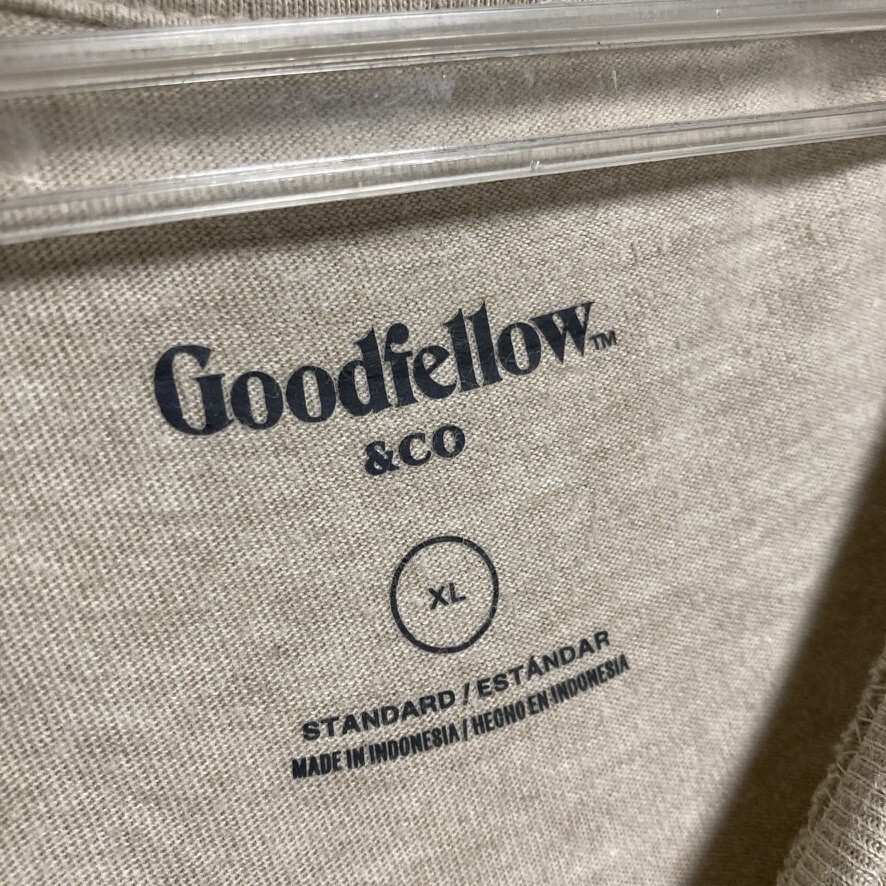 Goodfellow™
&CO
XL
STANDARD / ESTÁNDAR
MADE IN INDONESIA / HECHO EN INDONESIA